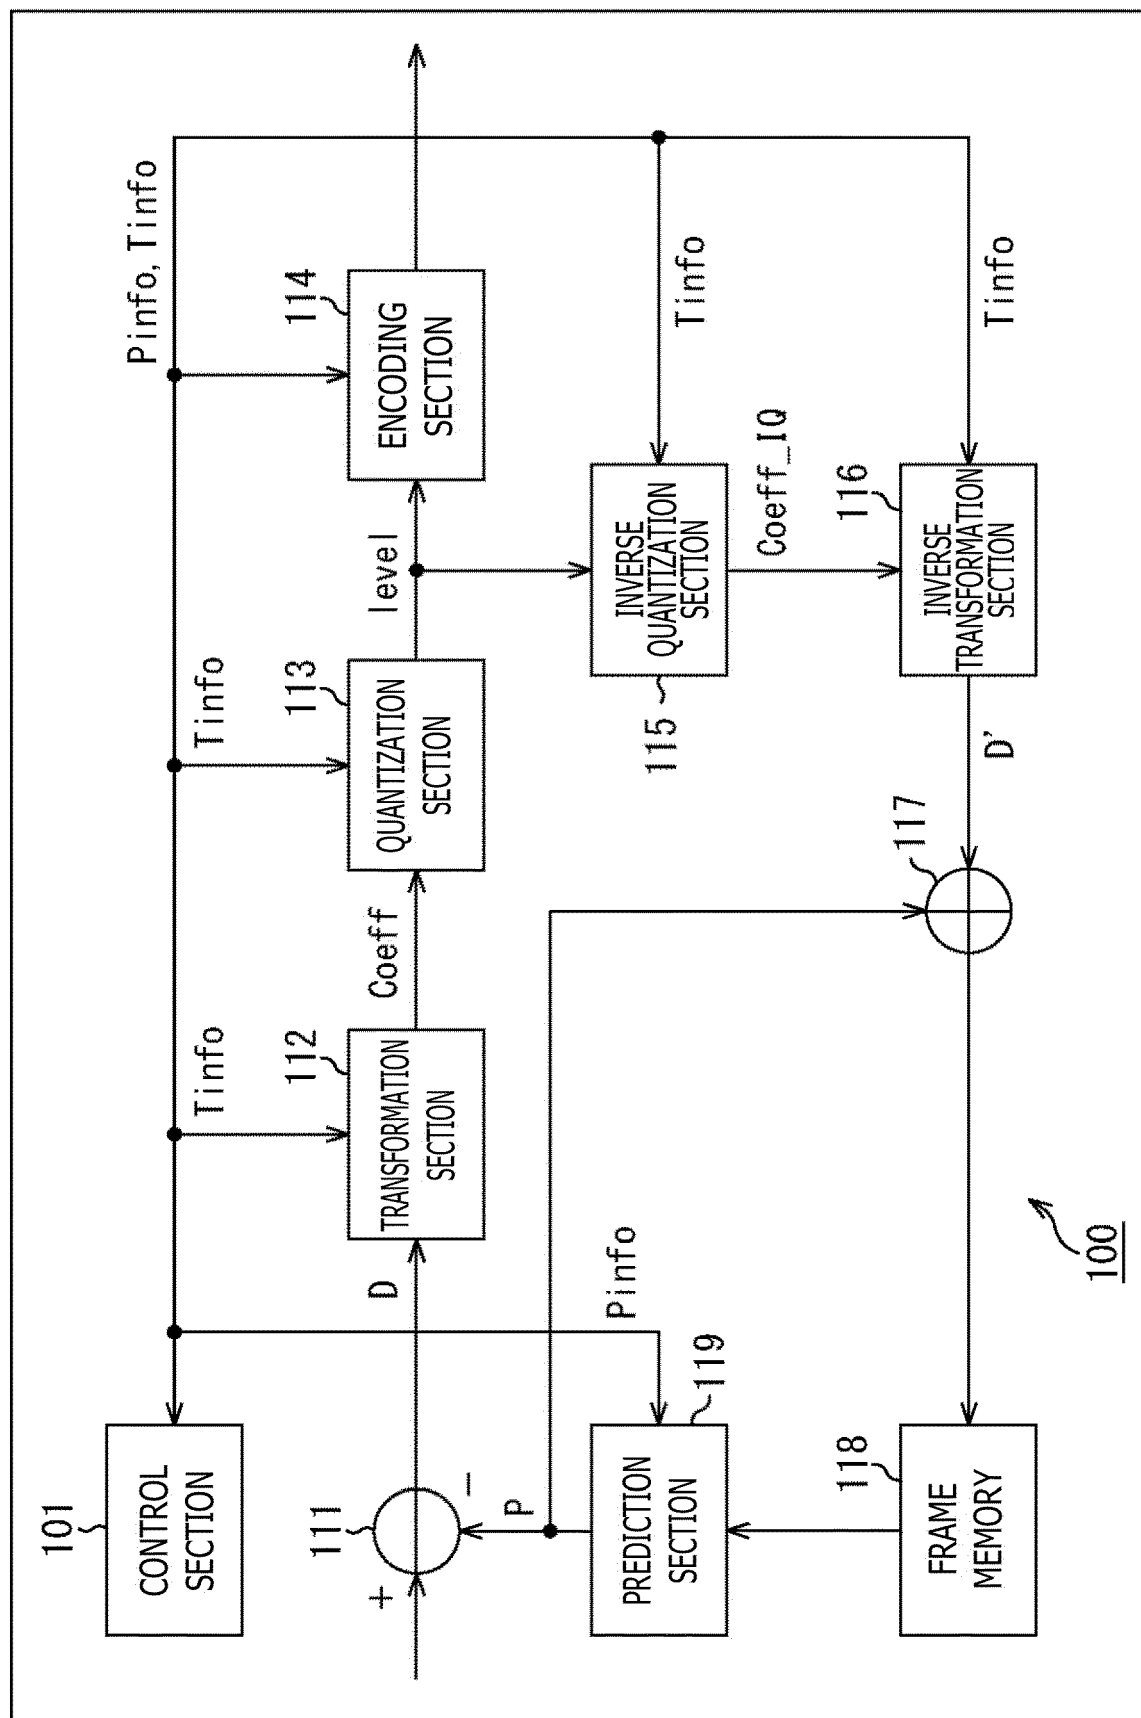 101
CONTROL
SECTION
Pinfo, Tinfo
Tinfo
Tinfo
111
+
-
D
112
TRANSFORMATION
SECTION
Coeff
113
QUANTIZATION
SECTION
level
114
ENCODING
SECTION
P
Pinfo
119
PREDICTION
SECTION
115
INVERSE
QUANTIZATION
SECTION
Tinfo
Coeff_IQ
118
FRAME
MEMORY
117
D'
116
INVERSE
TRANSFORMATION
SECTION
Tinfo
100